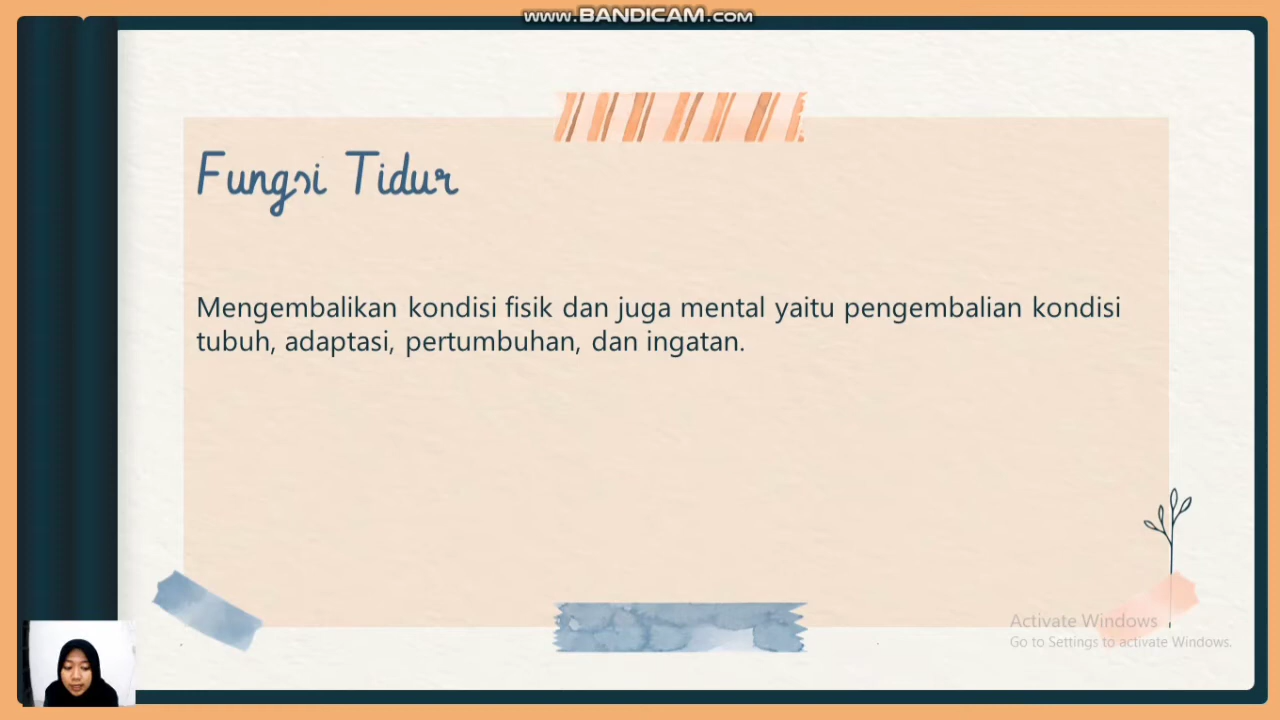 www.BANDICAM.com
Fungsi Tidur
Mengembalikan kondisi fisik dan juga mental yaitu pengembalian kondisi
tubuh, adaptasi, pertumbuhan, dan ingatan.
Activate Windows
Go to Settings to activate Windows.